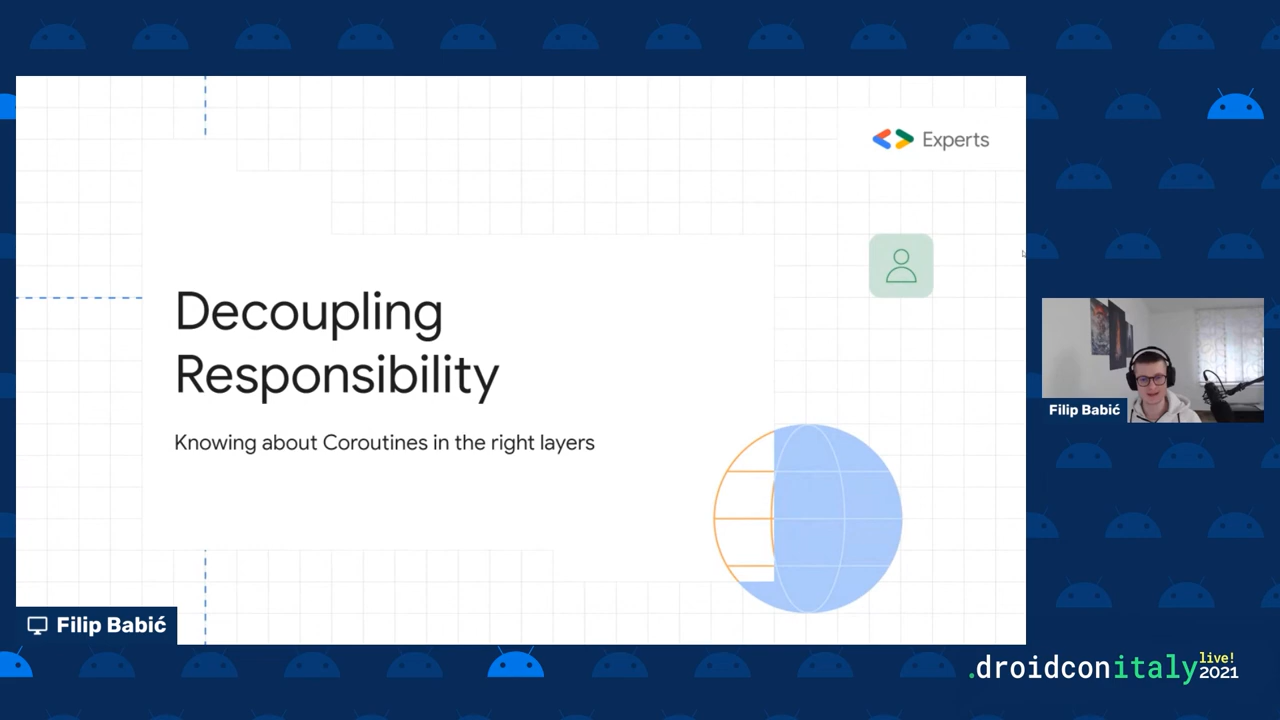 Experts
Decoupling
Responsibility
Knowing about Coroutines in the right layers
Filip Babić
Filip Babić
.droidconitaly live! 2021